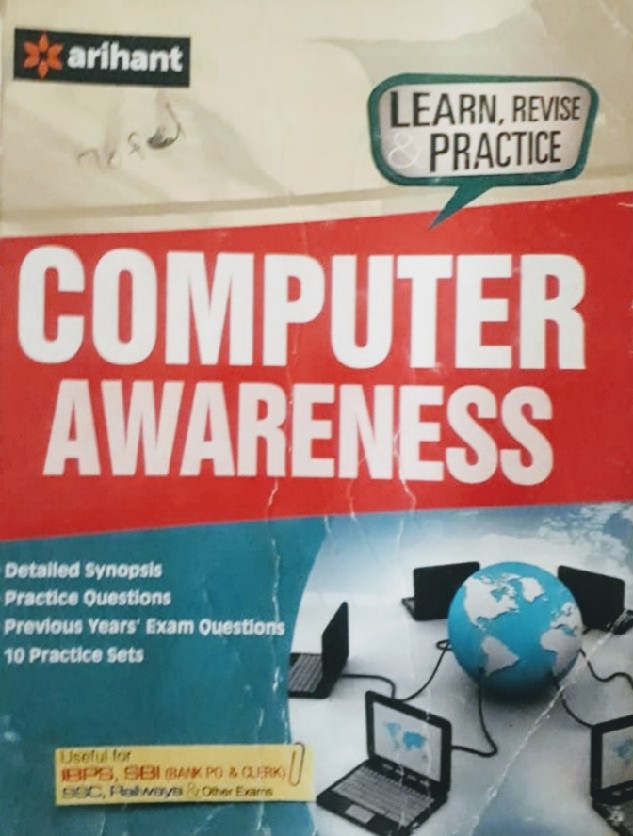 arihant
LEARN, REVISE
& PRACTICE
COMPUTER
AWARENESS
Detailed Synopsis
Practice Questions
Previous Years' Exam Questions
10 Practice Sets
Useful for
IBPS, SBI (BANK PO & CLERK)
SSC, Railways & Other Exams